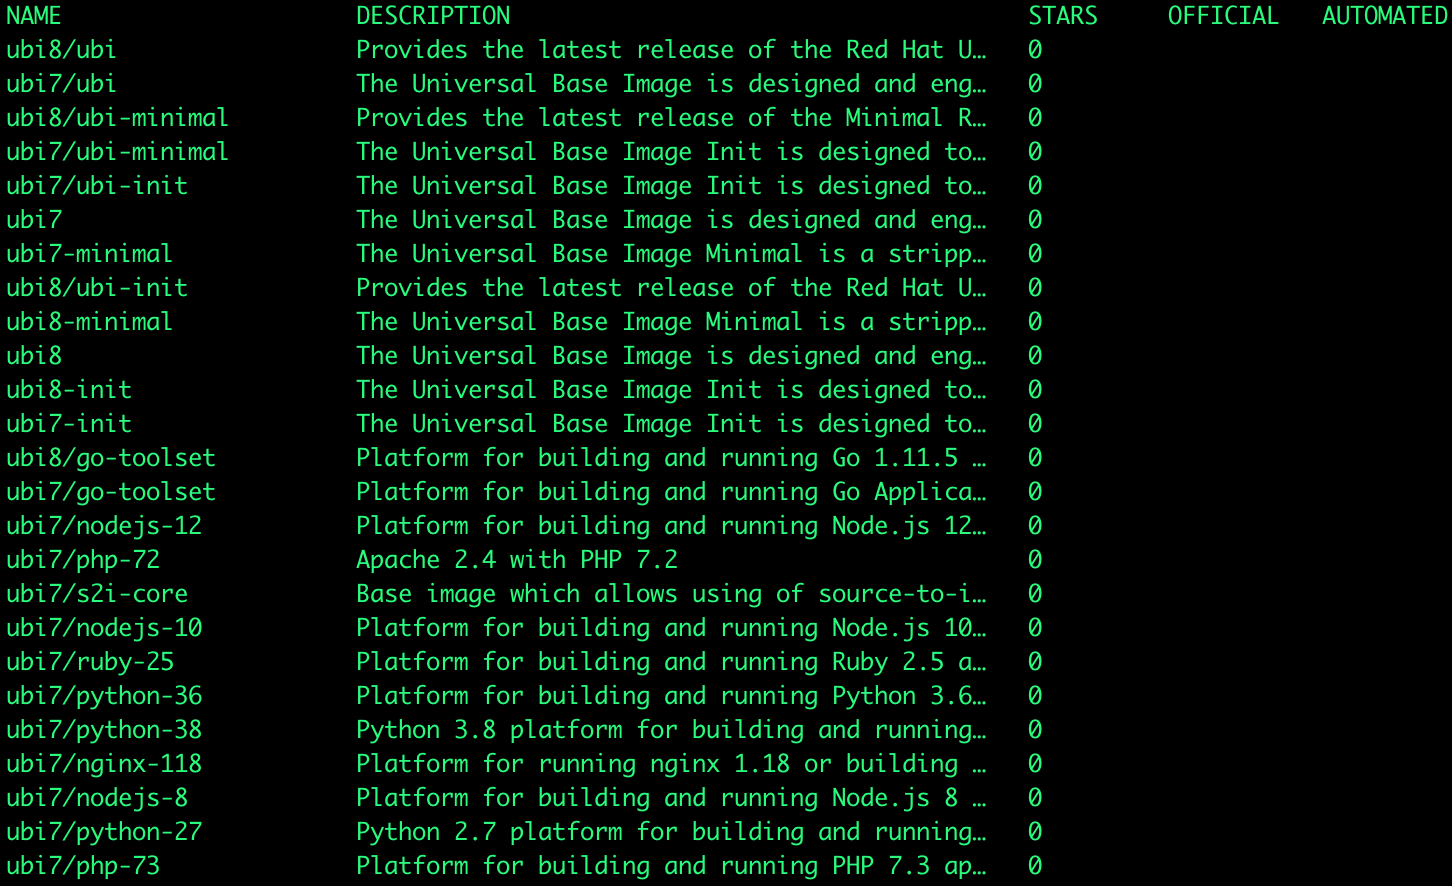 NAME DESCRIPTION STARS OFFICIAL AUTOMATED
ubi8/ubi Provides the latest release of the Red Hat U… 0
ubi7/ubi The Universal Base Image is designed and eng… 0
ubi8/ubi-minimal Provides the latest release of the Minimal R… 0
ubi7/ubi-minimal The Universal Base Image Init is designed to… 0
ubi7/ubi-init The Universal Base Image Init is designed to… 0
ubi7 The Universal Base Image is designed and eng… 0
ubi7-minimal The Universal Base Image Minimal is a stripp… 0
ubi8/ubi-init Provides the latest release of the Red Hat U… 0
ubi8-minimal The Universal Base Image Minimal is a stripp… 0
ubi8 The Universal Base Image is designed and eng… 0
ubi8-init The Universal Base Image Init is designed to… 0
ubi7-init The Universal Base Image Init is designed to… 0
ubi8/go-toolset Platform for building and running Go 1.11.5 … 0
ubi7/go-toolset Platform for building and running Go Applica… 0
ubi7/nodejs-12 Platform for building and running Node.js 12… 0
ubi7/php-72 Apache 2.4 with PHP 7.2 0
ubi7/s2i-core Base image which allows using of source-to-i… 0
ubi7/nodejs-10 Platform for building and running Node.js 10… 0
ubi7/ruby-25 Platform for building and running Ruby 2.5 a… 0
ubi7/python-36 Platform for building and running Python 3.6… 0
ubi7/python-38 Python 3.8 platform for building and running… 0
ubi7/nginx-118 Platform for running nginx 1.18 or building … 0
ubi7/nodejs-8 Platform for building and running Node.js 8 … 0
ubi7/python-27 Python 2.7 platform for building and running… 0
ubi7/php-73 Platform for building and running PHP 7.3 ap… 0